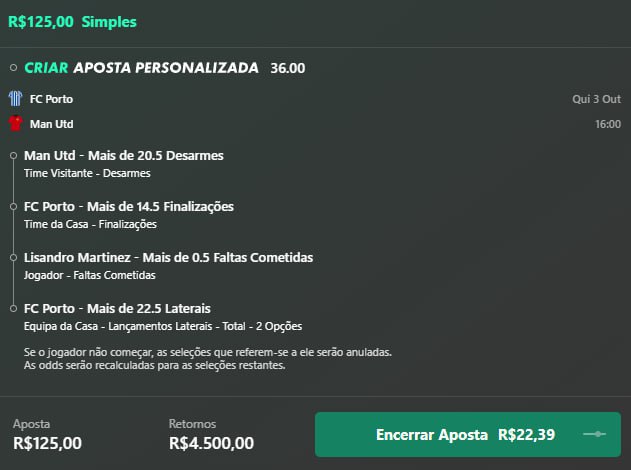 R$125,00 Simples
CRIAR APOSTA PERSONALIZADA 36.00
FC Porto Qui 3 Out
Man Utd 16:00
Man Utd - Mais de 20.5 Desarmes
Time Visitante - Desarmes
FC Porto - Mais de 14.5 Finalizações
Time da Casa - Finalizações
Lisandro Martinez - Mais de 0.5 Faltas Cometidas
Jogador - Faltas Cometidas
FC Porto - Mais de 22.5 Laterais
Equipa da Casa - Lançamentos Laterais - Total - 2 Opções
Se o jogador não começar, as seleções que referem-se a ele serão anuladas.
As odds serão recalculadas para as seleções restantes.
Aposta Retornos
R$125,00 R$4.500,00 Encerrar Aposta R$22,39